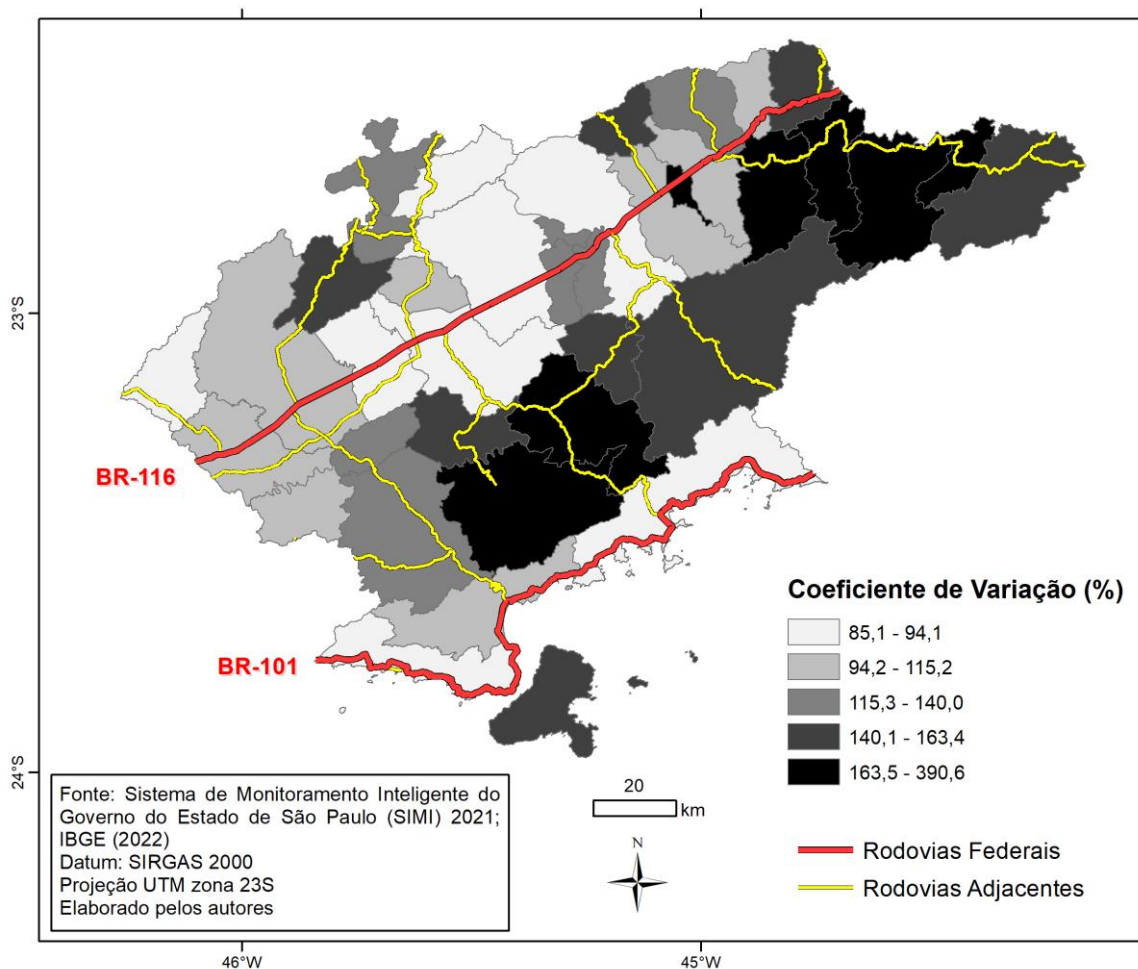 BR-116
BR-101
23°S
24°S
46°W
45°W
Coeficiente de Variação (%)
85,1 - 94,1
94,2 - 115,2
115,3 - 140,0
140,1 - 163,4
163,5 - 390,6
20
km
N
Rodovias Federais
Rodovias Adjacentes
Fonte: Sistema de Monitoramento Inteligente do
Governo do Estado de São Paulo (SIMI) 2021;
IBGE (2022)
Datum: SIRGAS 2000
Projeção UTM zona 23S
Elaborado pelos autores